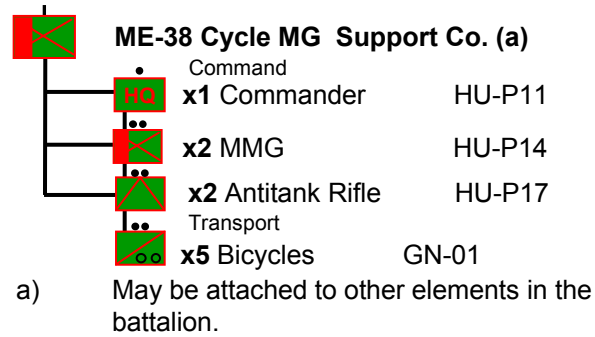 ME-38 Cycle MG Support Co. (a)
Command
HQ x1 Commander HU-P11
x2 MMG HU-P14
x2 Antitank Rifle HU-P17
Transport
x5 Bicycles GN-01
a) May be attached to other elements in the
battalion.